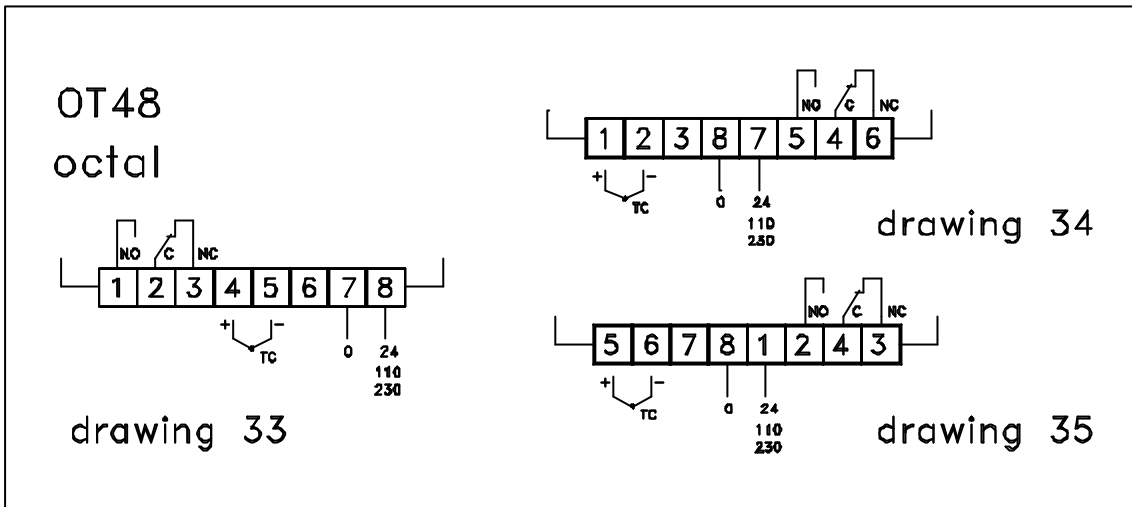 OT48
octal
NO C NC
1 2 3 4 5 6 7 8
+ - TC 0 24
110
230
drawing 33
NO C NC
1 2 3 8 7 5 4 6
+ - TC 0 24
110
230
drawing 34
NO C NC
5 6 7 8 1 2 4 3
+ - TC 0 24
110
230
drawing 35